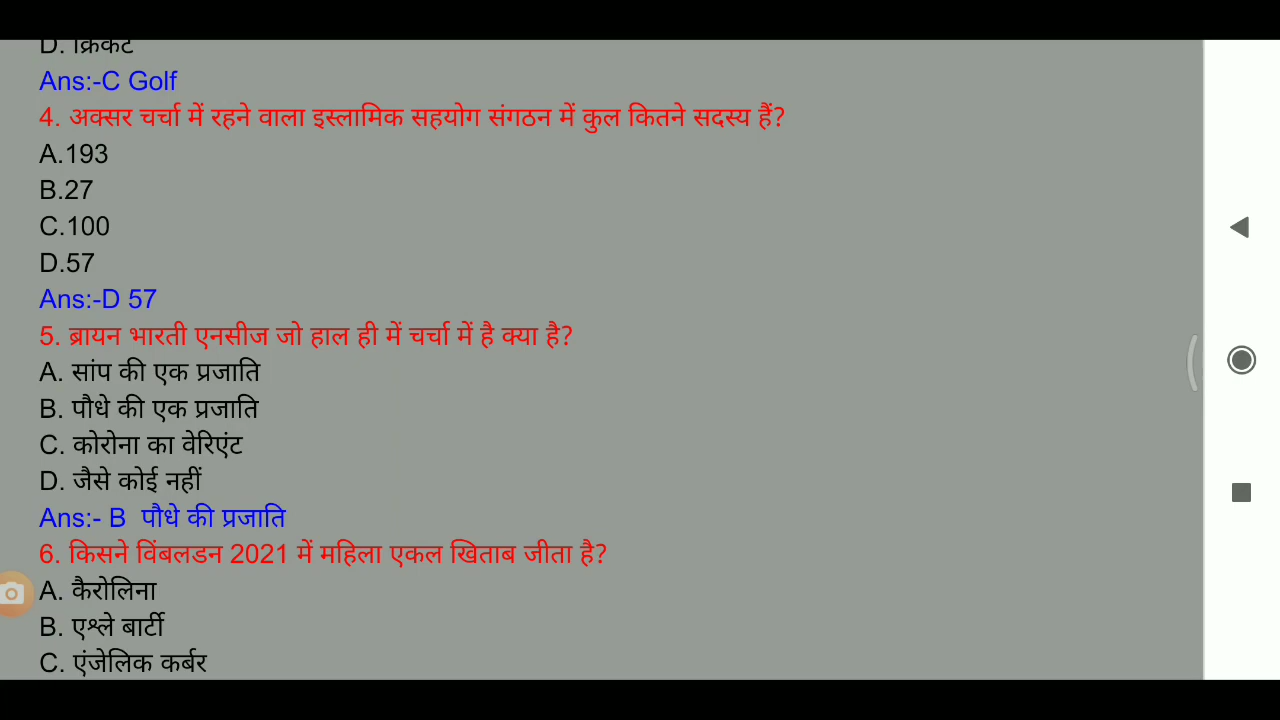 D. क्रिकेट
Ans:-C Golf
4. अक्सर चर्चा में रहने वाला इस्लामिक सहयोग संगठन में कुल कितने सदस्य हैं?
A.193
B.27
C.100
D.57
Ans:-D 57
5. ब्रायन भारती एनसीज जो हाल ही में चर्चा में है क्या है?
A. सांप की एक प्रजाति
B. पौधे की एक प्रजाति
C. कोरोना का वेरिएंट
D. जैसे कोई नहीं
Ans:- B  पौधे की प्रजाति
6. किसने विंबलडन 2021 में महिला एकल खिताब जीता है?
A. कैरोलिना
B. एश्ले बार्टी
C. एंजेलिक कर्बर